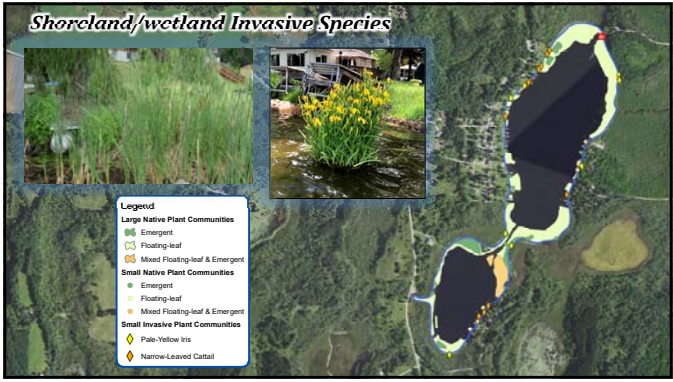 Shoreland/wetland Invasive Species
Legend
Large Native Plant Communities
Emergent
Floating-leaf
Mixed Floating-leaf & Emergent
Small Native Plant Communities
Emergent
Floating-leaf
Mixed Floating-leaf & Emergent
Small Invasive Plant Communities
Pale-Yellow Iris
Narrow-Leaved Cattail